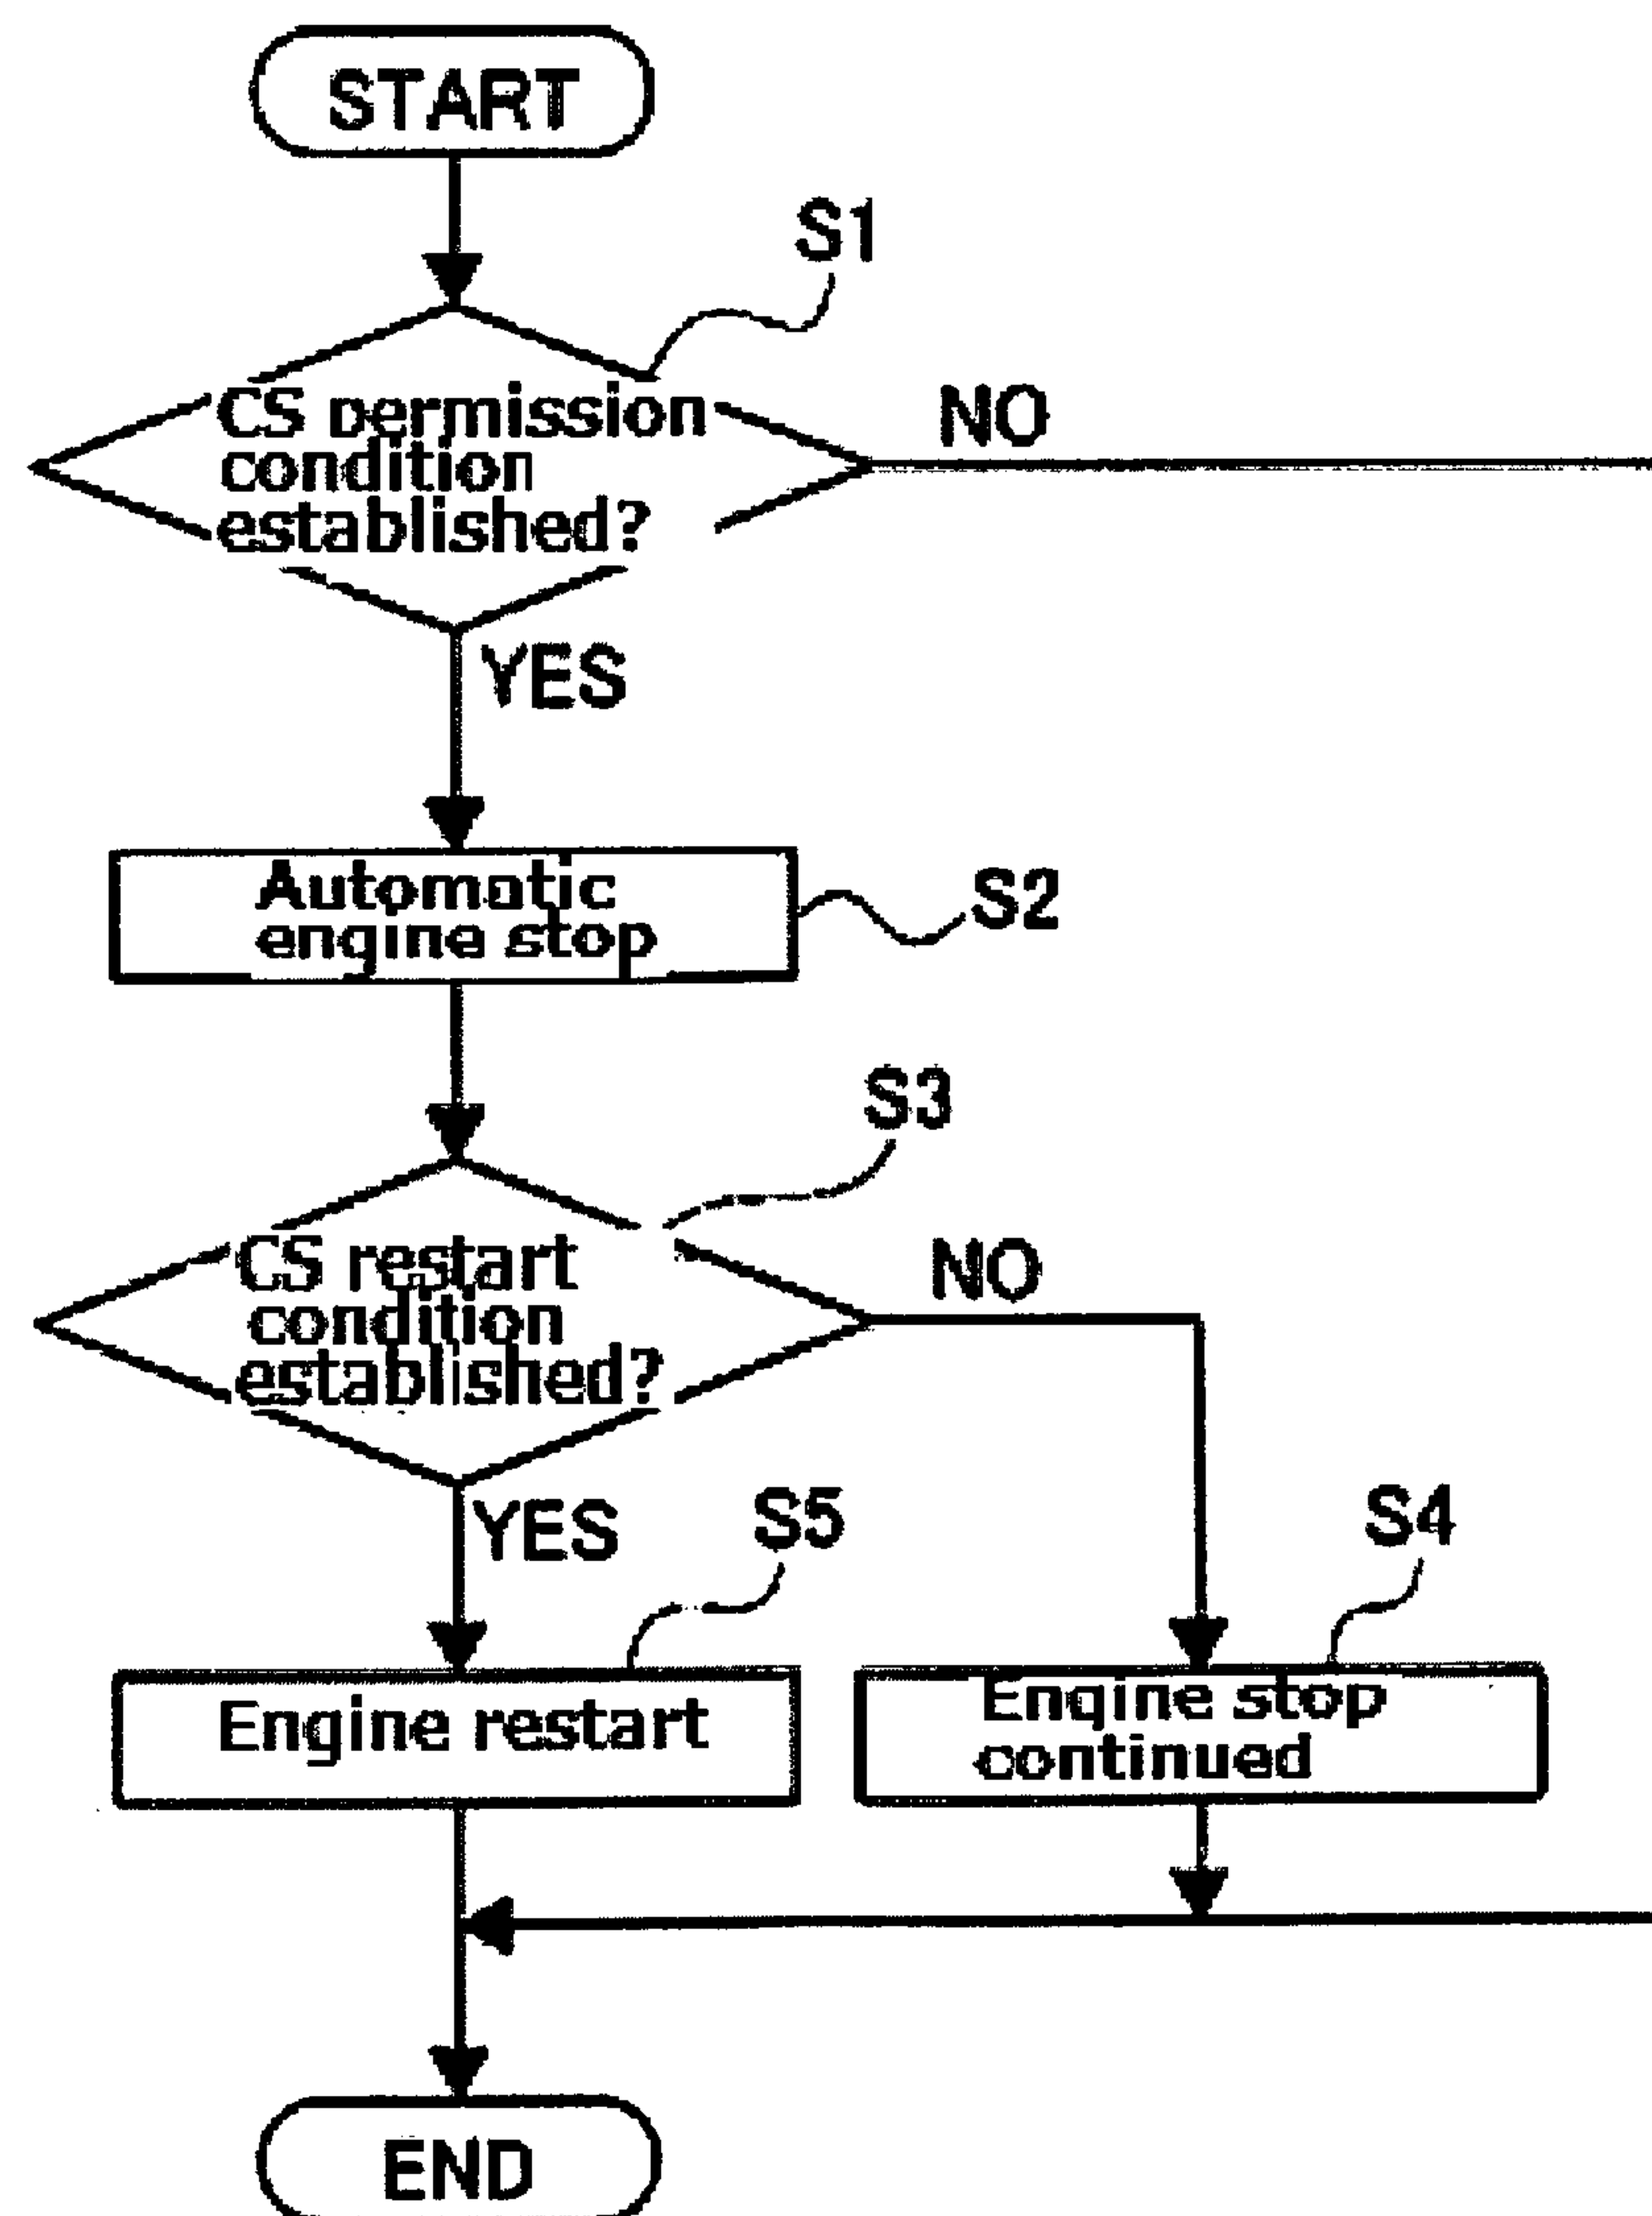 START
S1
CS permission
condition
established?
NO
YES
Automatic
engine stop
S2
S3
CS restart
condition
established?
NO
YES
S5
S4
Engine restart
Engine stop
continued
END